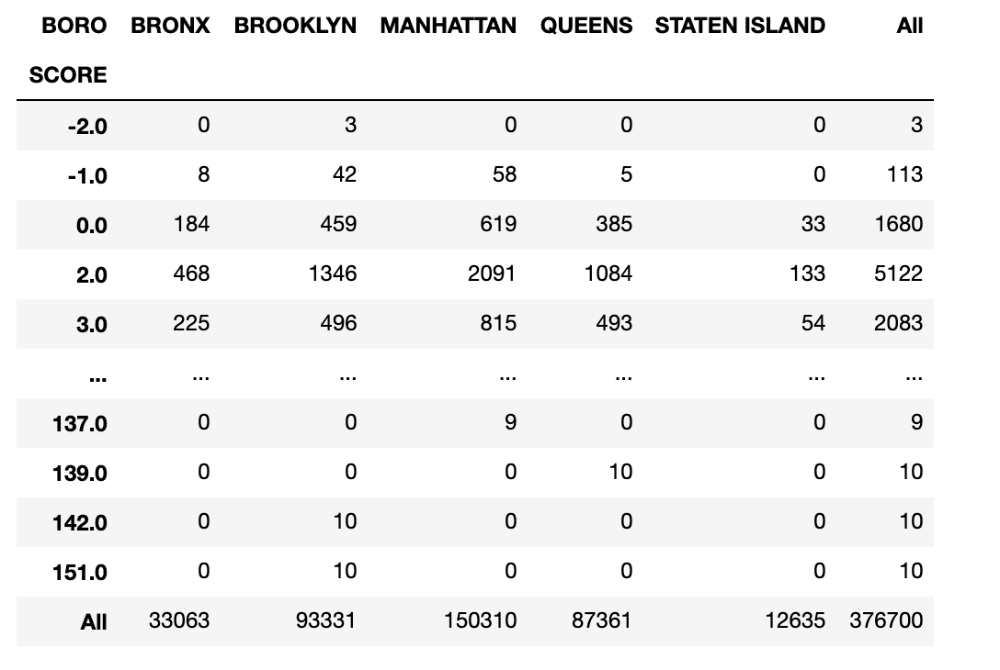 BORO BRONX BROOKLYN MANHATTAN QUEENS STATEN ISLAND All
SCORE
-2.0 0 3 0 0 0 3
-1.0 8 42 58 5 0 113
0.0 184 459 619 385 33 1680
2.0 468 1346 2091 1084 133 5122
3.0 225 496 815 493 54 2083
... ... ... ... ... ... ...
137.0 0 0 9 0 0 9
139.0 0 0 0 10 0 10
142.0 0 10 0 0 0 10
151.0 0 10 0 0 0 10
All 33063 93331 150310 87361 12635 376700